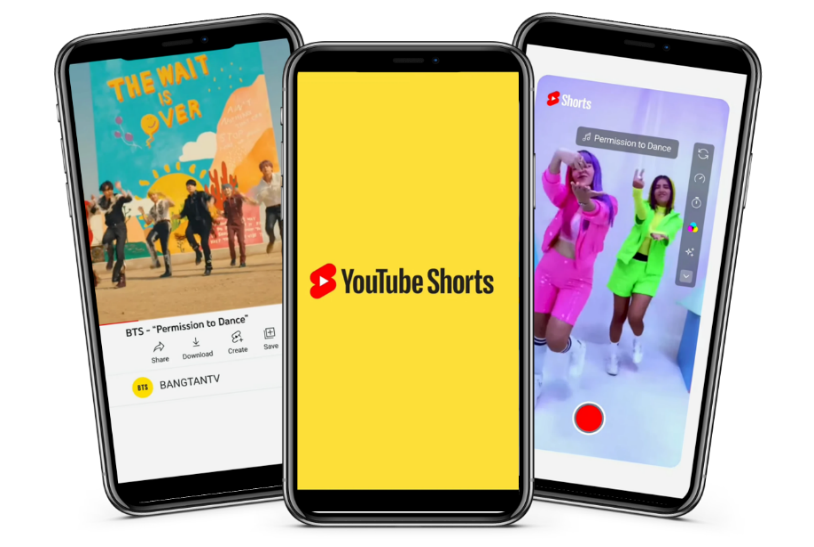 THE WAIT
IS
OVER
BTS - "Permission to Dance"
Share
Download
Create
Save
BTS
BANGTANTV
YouTube Shorts
Shorts
Permission to Dance